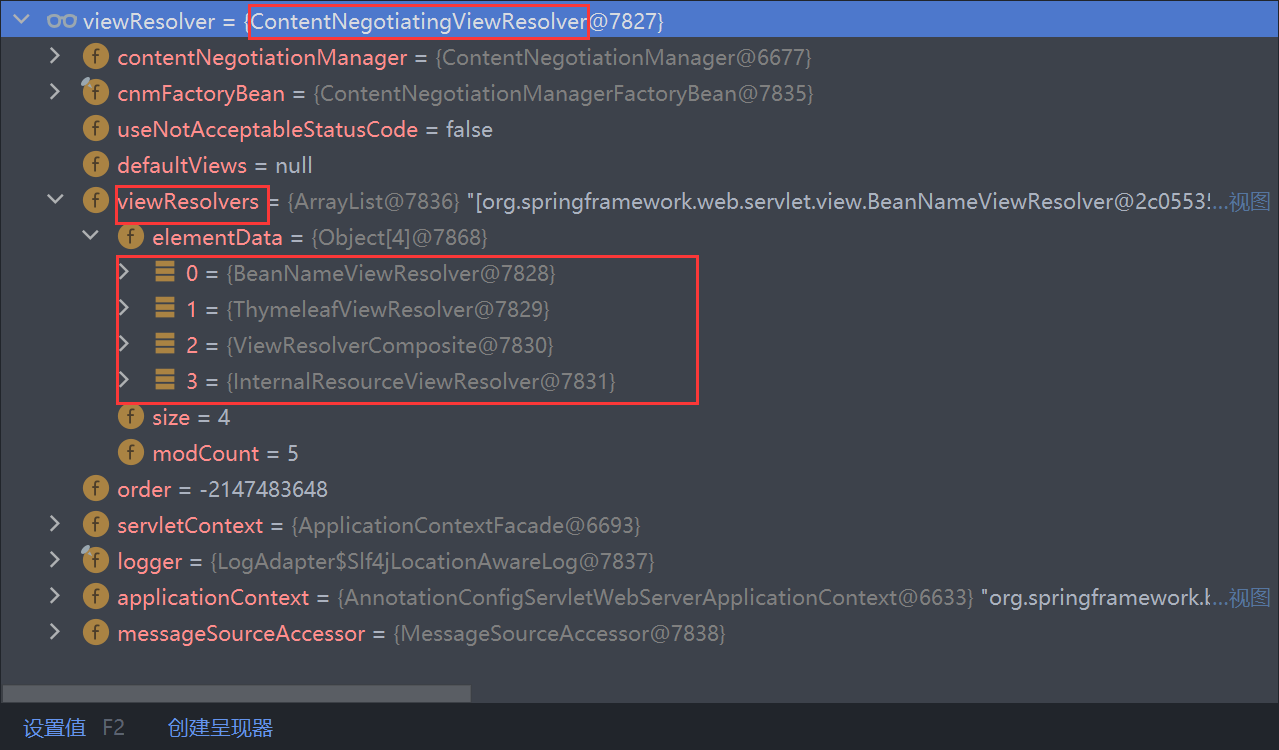 viewResolver = {ContentNegotiatingViewResolver@7827}
f contentNegotiationManager = {ContentNegotiationManager@6677}
f cnmFactoryBean = {ContentNegotiationManagerFactoryBean@7835}
f useNotAcceptableStatusCode = false
f defaultViews = null
f viewResolvers = {ArrayList@7836} "[org.springframework.web.servlet.view.BeanNameViewResolver@2c0553!...视图
f elementData = {Object[4]@7868}
0 = {BeanNameViewResolver@7828}
1 = {ThymeleafViewResolver@7829}
2 = {ViewResolverComposite@7830}
3 = {InternalResourceViewResolver@7831}
f size = 4
f modCount = 5
f order = -2147483648
f servletContext = {ApplicationContextFacade@6693}
f logger = {LogAdapter$Slf4jLocationAwareLog@7837}
f applicationContext = {AnnotationConfigServletWebServerApplicationContext@6633} "org.springframework.b...视图
f messageSourceAccessor = {MessageSourceAccessor@7838}
设置值 F2 创建呈现器